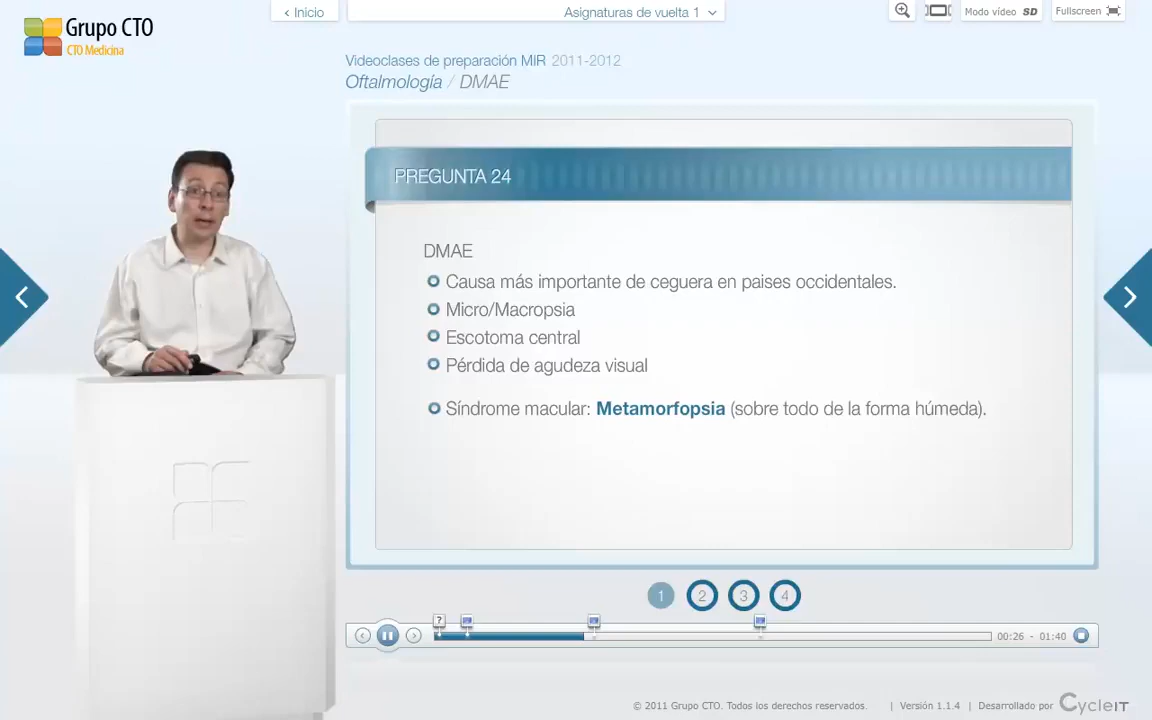 Grupo CTO
CTO Medicina
‹ Inicio
Asignaturas de vuelta 1
Modo vídeo SD
Fullscreen
Videoclases de preparación MIR 2011-2012
Oftalmología / DMAE
PREGUNTA 24
DMAE
Causa más importante de ceguera en paises occidentales.
Micro/Macropsia
Escotoma central
Pérdida de agudeza visual
Síndrome macular: Metamorfopsia (sobre todo de la forma húmeda).
1 2 3 4
?
00:26 - 01:40
© 2011 Grupo CTO. Todos los derechos reservados. | Versión 1.1.4 | Desarrollado por CycleIT